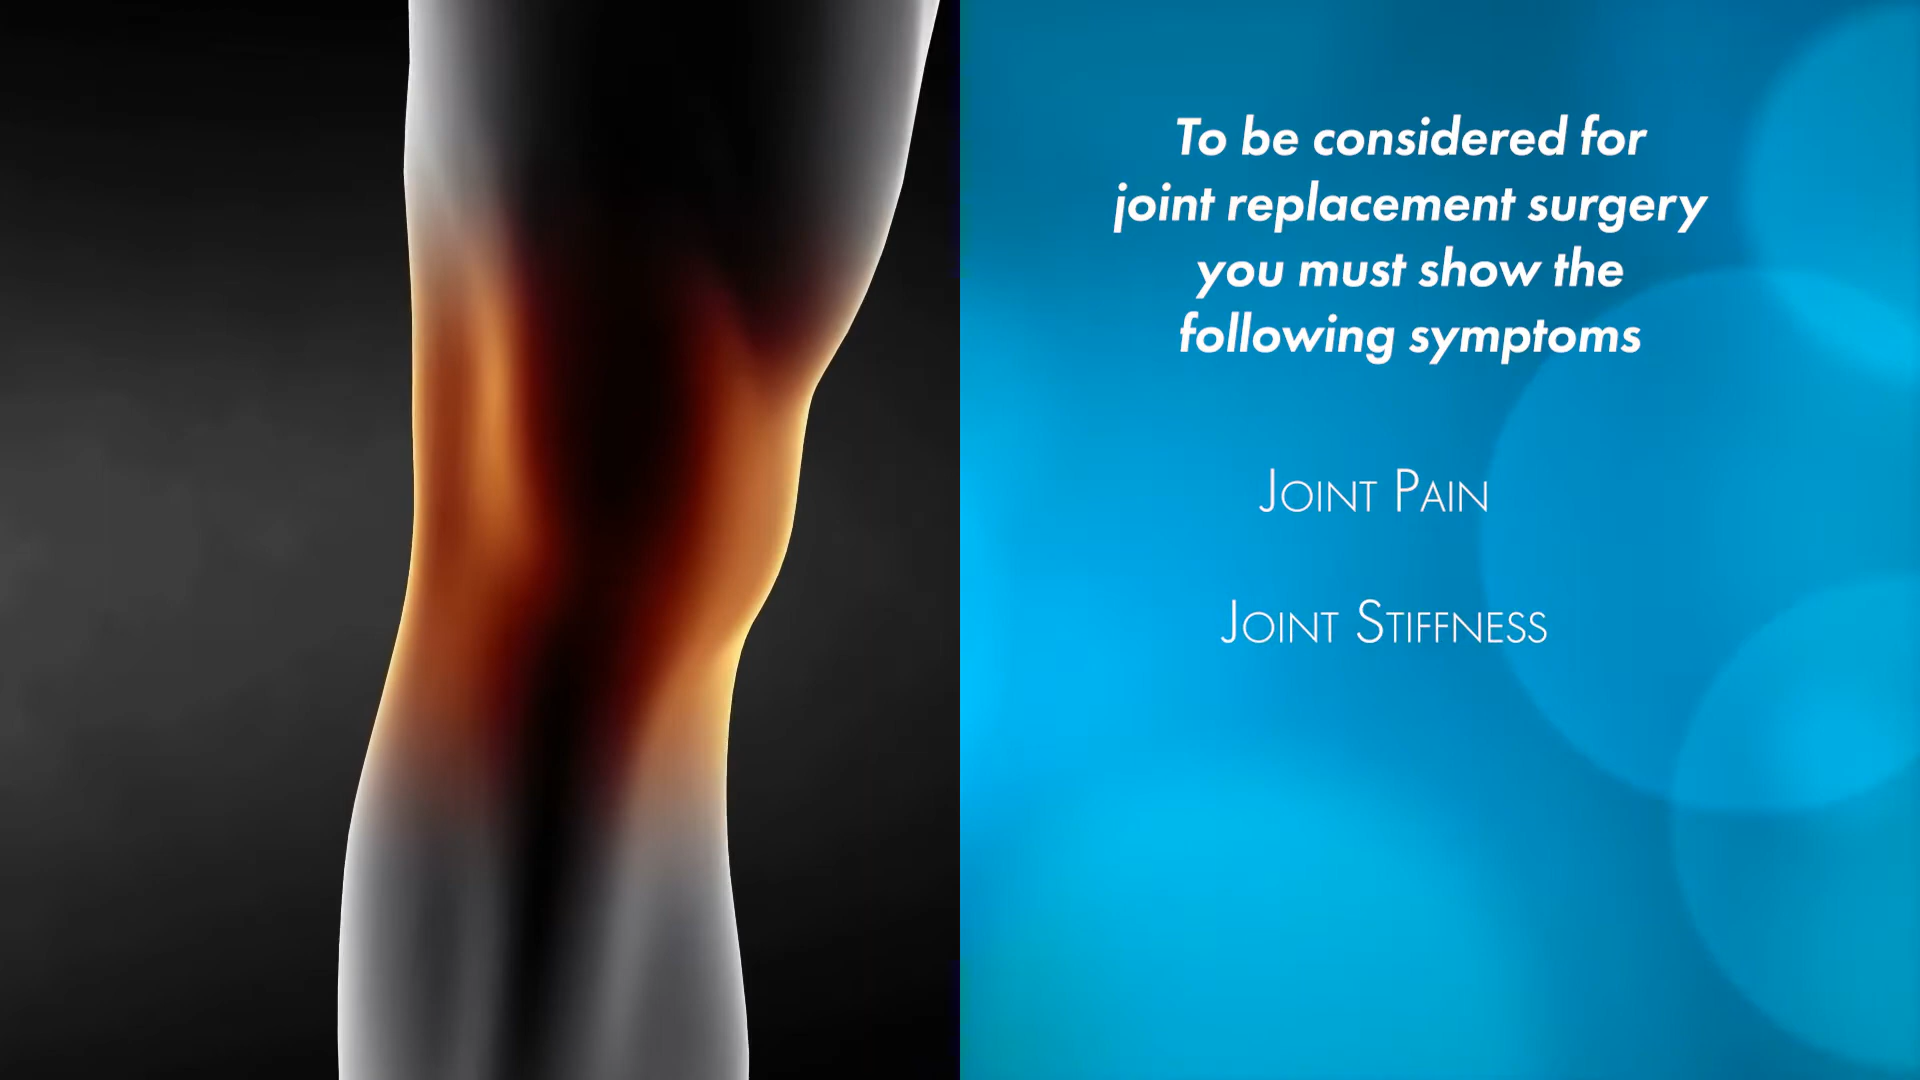 To be considered for
joint replacement surgery
you must show the
following symptoms
Joint Pain
Joint Stiffness